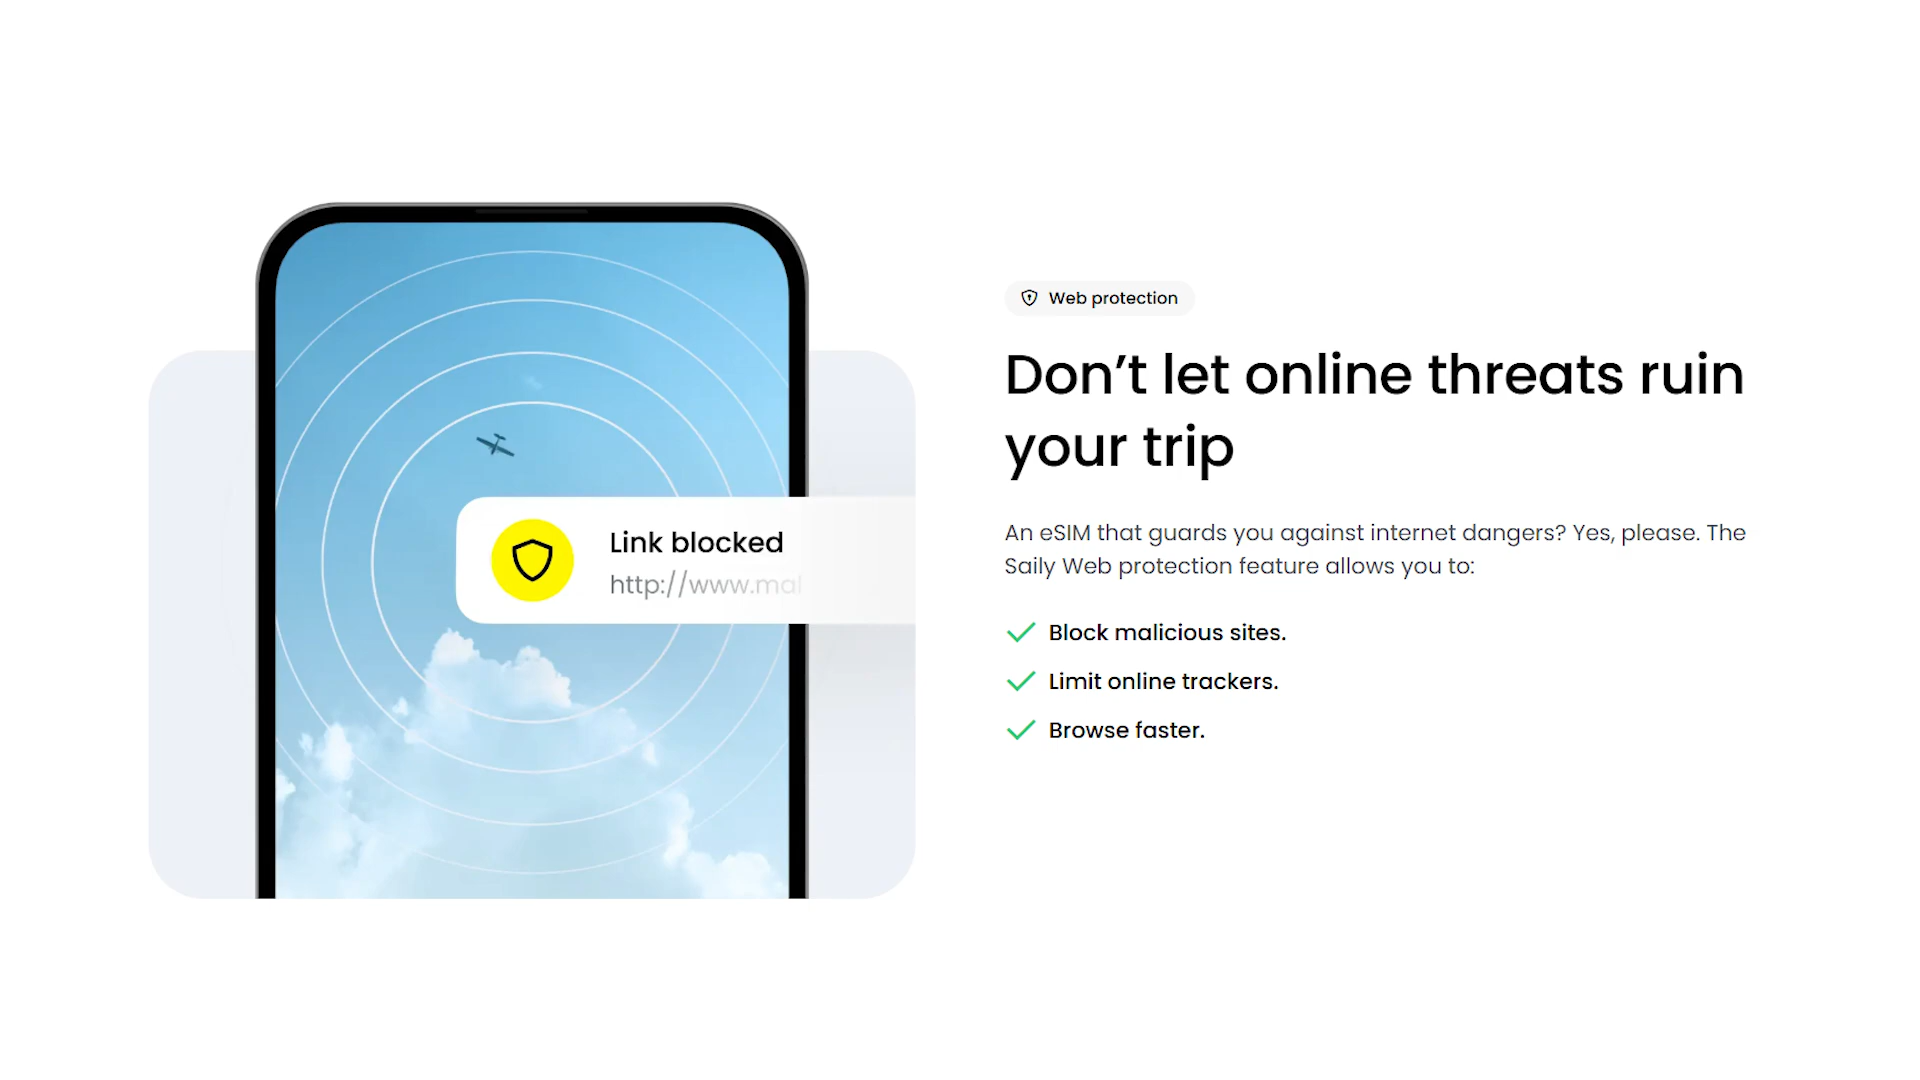 Web protection
Don’t let online threats ruin
your trip
An eSIM that guards you against internet dangers? Yes, please. The
Saily Web protection feature allows you to:
Block malicious sites.
Limit online trackers.
Browse faster.
Link blocked
http://www.mal